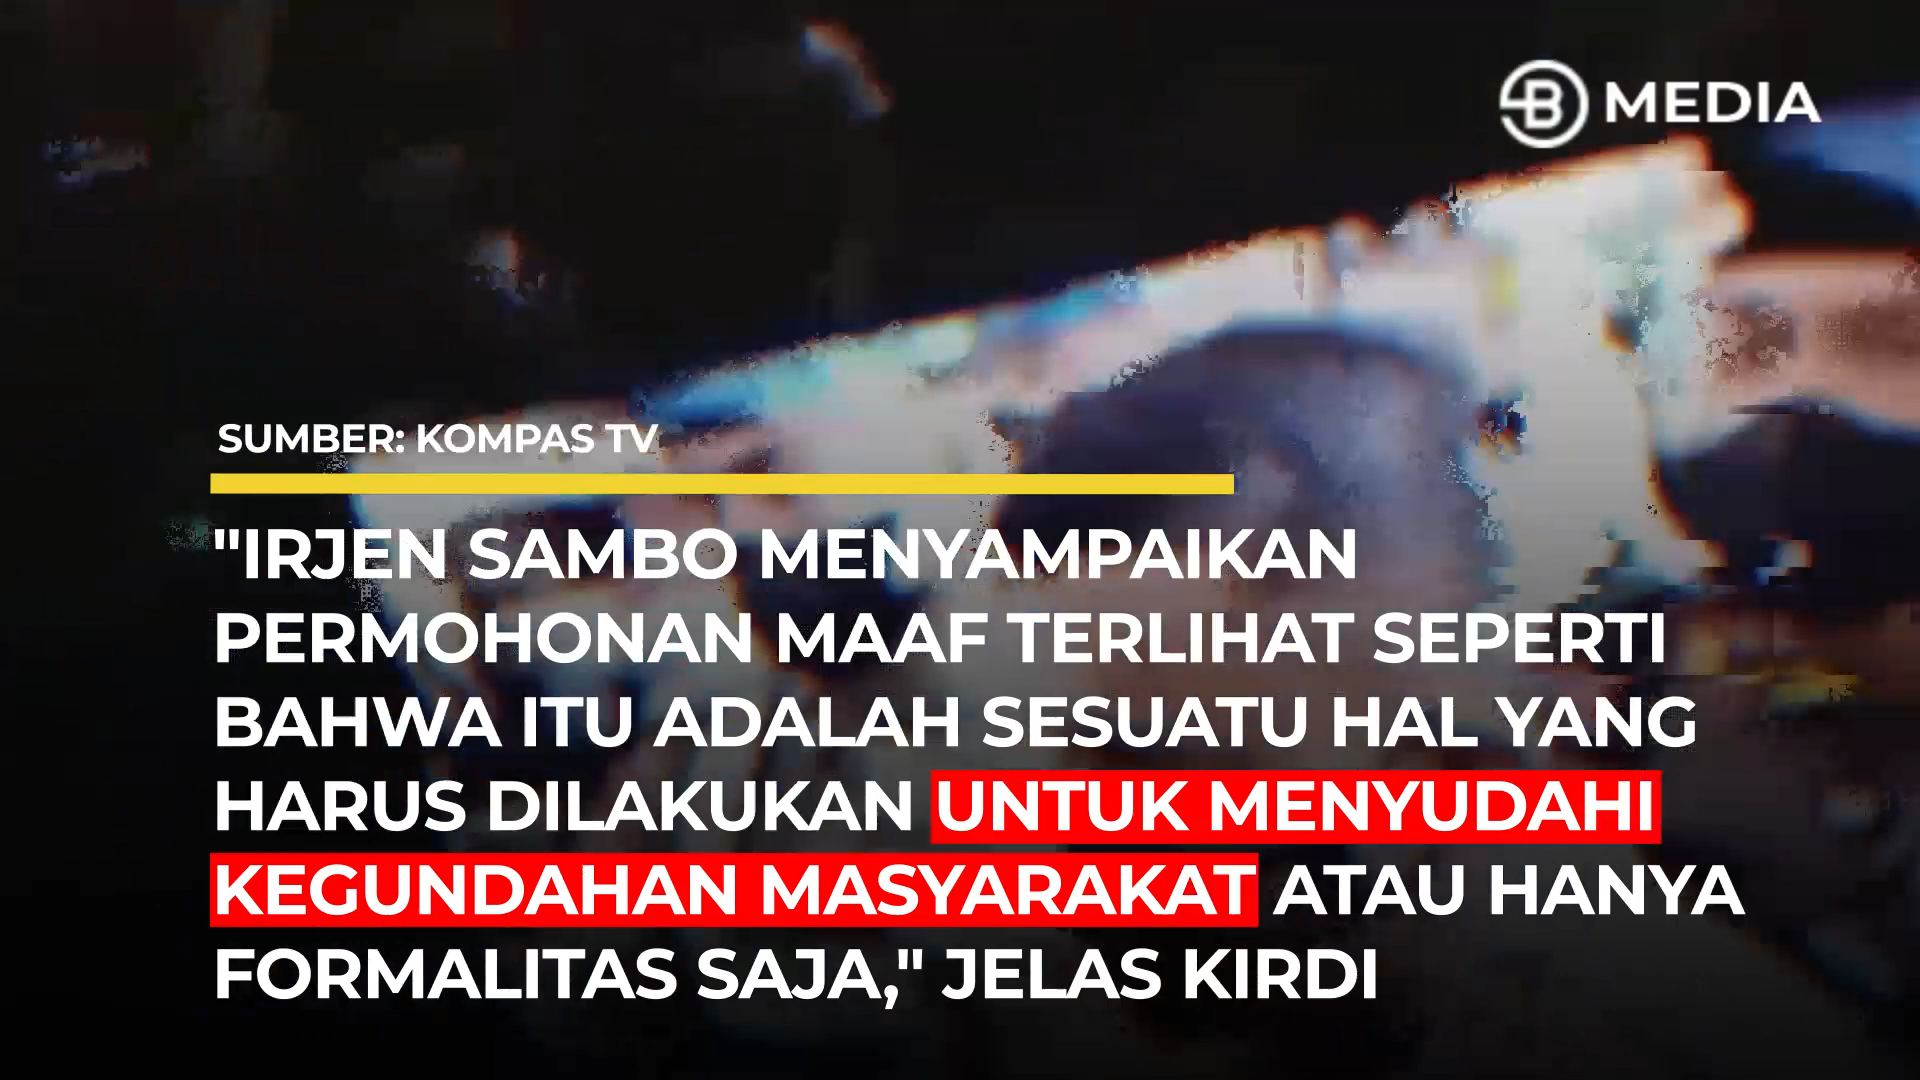 MEDIA
SUMBER: KOMPAS TV
"IRJEN SAMBO MENYAMPAIKAN
PERMOHONAN MAAF TERLIHAT SEPERTI
BAHWA ITU ADALAH SESUATU HAL YANG
HARUS DILAKUKAN UNTUK MENYUDAHI
KEGUNDAHAN MASYARAKAT ATAU HANYA
FORMALITAS SAJA," JELAS KIRDI